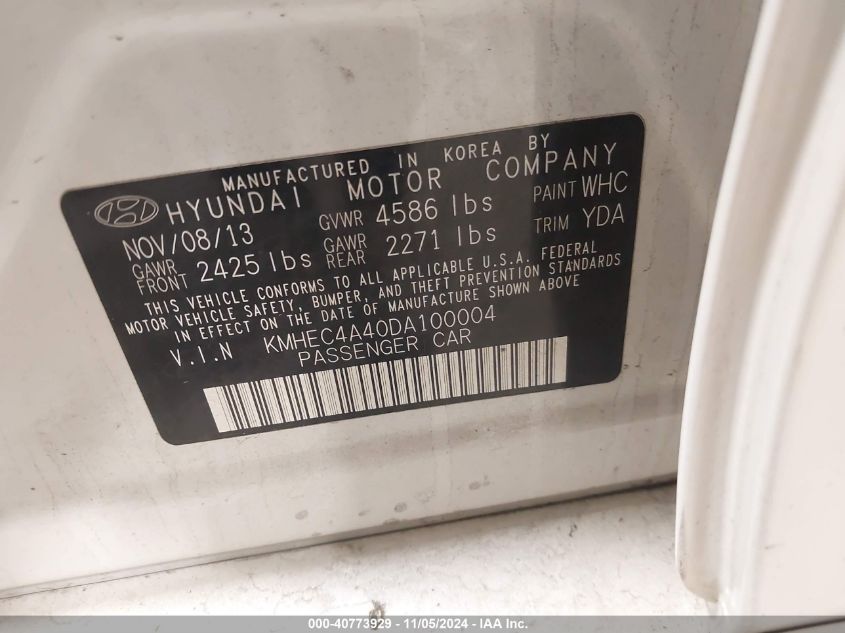 MANUFACTURED IN KOREA BY
HYUNDAI MOTOR COMPANY
NOV/08/13 GVWR 4586 lbs PAINT WHC
GAWR FRONT 2425 lbs GAWR REAR 2271 lbs TRIM YDA
THIS VEHICLE CONFORMS TO ALL APPLICABLE U.S.A. FEDERAL
MOTOR VEHICLE SAFETY, BUMPER, AND THEFT PREVENTION STANDARDS
IN EFFECT ON THE DATE OF MANUFACTURE SHOWN ABOVE
V.I.N KMHEC4A40DA100004
PASSENGER CAR
000-40773929 - 11/05/2024 - IAA Inc.